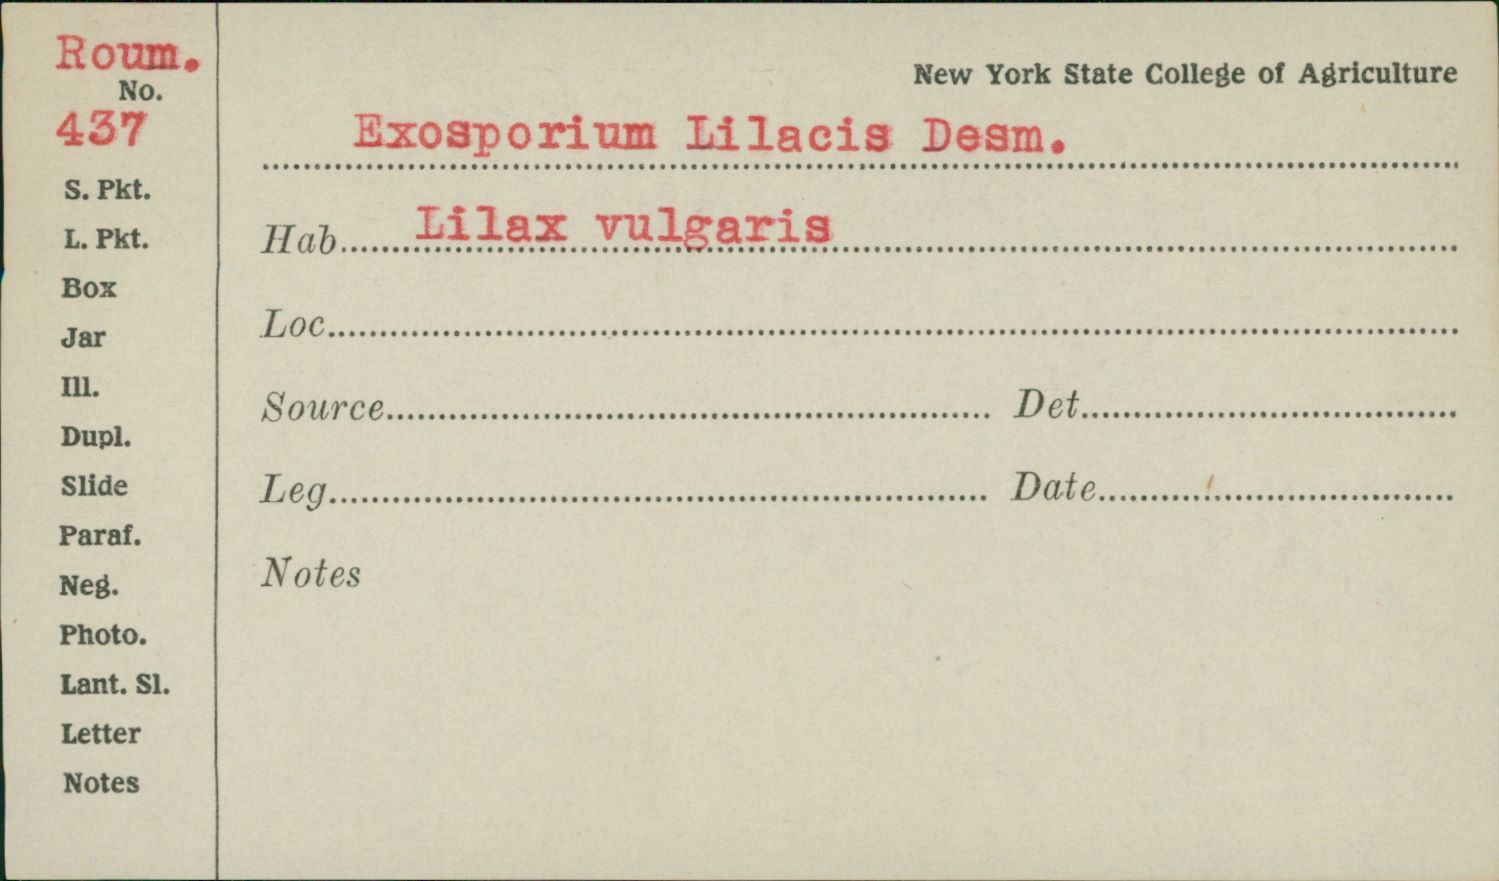 Roum.
No.
437
S. Pkt.
L. Pkt.
Box
Jar
Ill.
Dupl.
Slide
Paraf.
Neg.
Photo.
Lant. Sl.
Letter
Notes
New York State College of Agriculture
Exosporium Lilacis Desm.
Hab. Lilax vulgaris
Loc.
Source Det.
Leg. Date
Notes